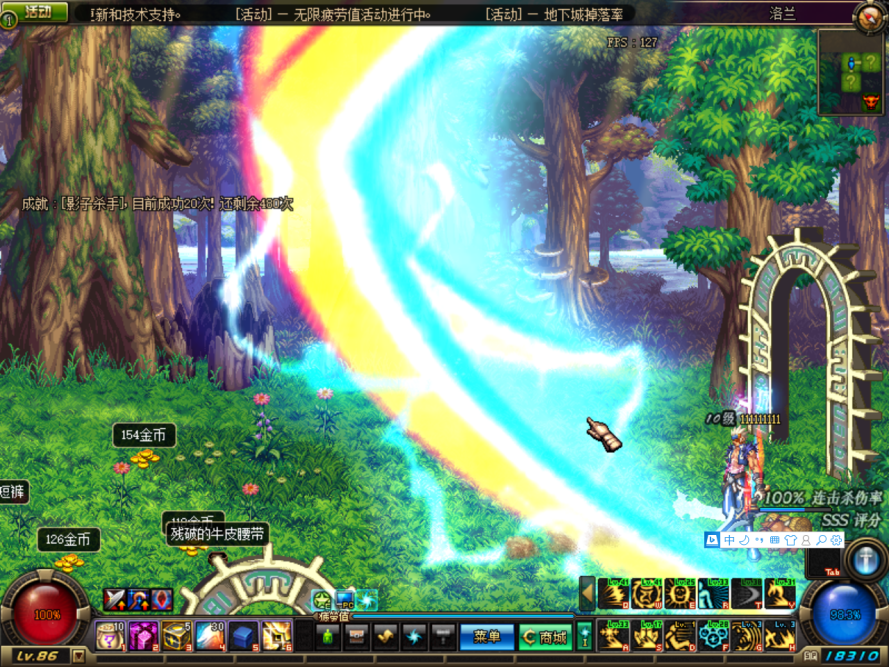 活动
更新和技术支持。 [活动] － 无限疲劳值活动进行中。 [活动] － 地下城掉落率
洛兰
FPS : 127
成就 : [影子杀手], 目前成功20次! 还剩余480次
10级 111111111
154金币
短裤
126金币
残破的牛皮腰带
100% 连击杀伤率
SSS 评分
中
Tab
100%
疲劳值
菜单
商城
98.3%
Lv.86
SP 18310